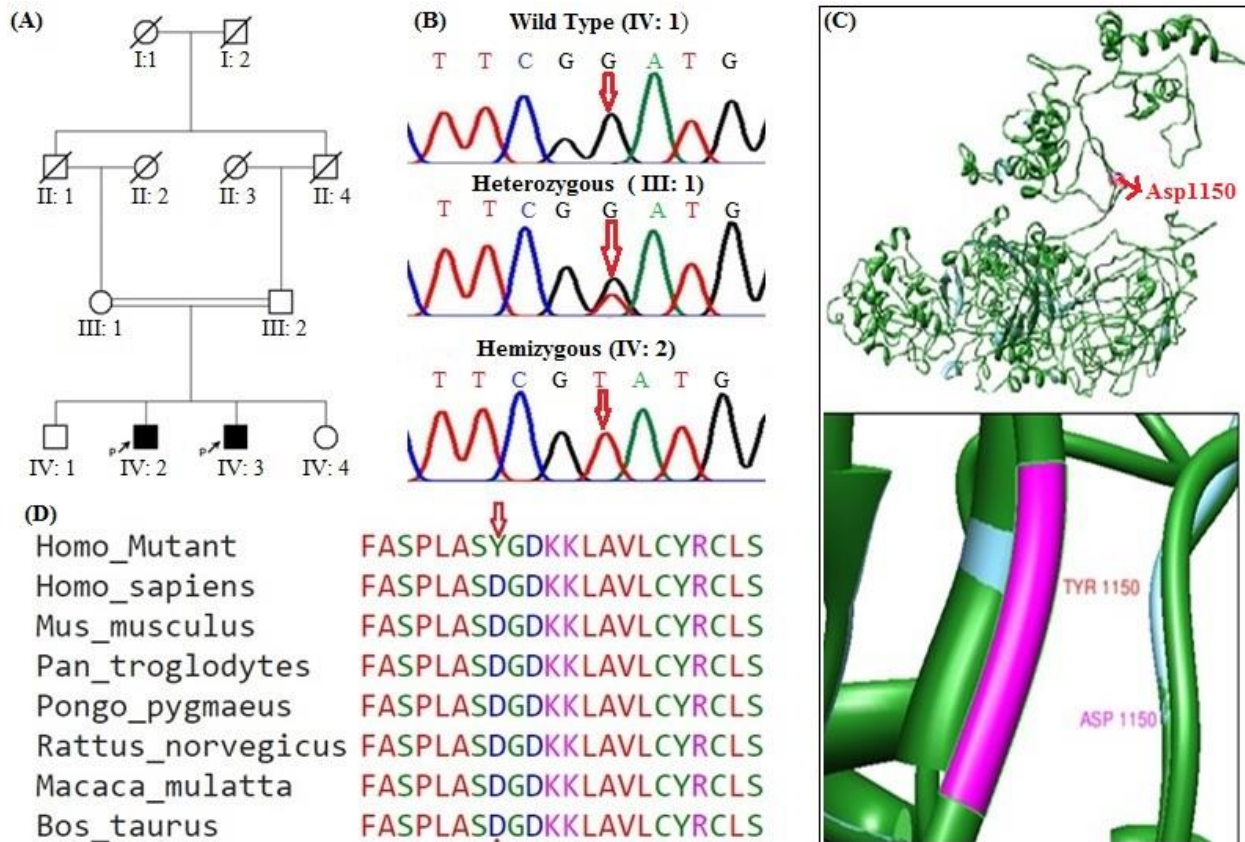 (A)
I:1
I: 2
II: 1
II: 2
II: 3
II: 4
III: 1
III: 2
P
P
IV: 1
IV: 2
IV: 3
IV: 4
(B)
Wild Type (IV: 1)
T T C G G A T G
Heterozygous ( III: 1)
T T C G G A T G
Hemizygous (IV: 2)
T T C G T A T G
(C)
Asp1150
TYR 1150
ASP 1150
(D)
Homo_Mutant FASPLASYGDKKLAVLCYRCLS
Homo_sapiens FASPLASDGDKKLAVLCYRCLS
Mus_musculus FASPLASDGDKKLAVLCYRCLS
Pan_troglodytes FASPLASDGDKKLAVLCYRCLS
Pongo_pygmaeus FASPLASDGDKKLAVLCYRCLS
Rattus_norvegicus FASPLASDGDKKLAVLCYRCLS
Macaca_mulatta FASPLASDGDKKLAVLCYRCLS
Bos_taurus FASPLASDGDKKLAVLCYRCLS